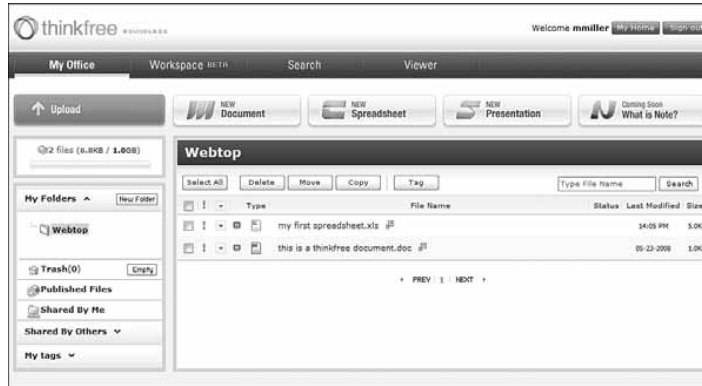 thinkfree
Welcome mmiller My Home Sign out
My Office Workspace BETA Search Viewer
Upload
NEW Document
NEW Spreadsheet
NEW Presentation
Coming Soon What is Note?
2 files (6.8KB / 1.0GB)
Webtop
Select All Delete Move Copy Tag Type File Name Search
My Folders New Folder
! Type File Name Status Last Modified Size
Webtop
! my first spreadsheet.xls 14:05 PM 5.0K
! this is a thinkfree document.doc 05-23-2008 1.0K
Trash(0) Empty
PREV 1 NEXT
Published Files
Shared By Me
Shared By Others
My tags